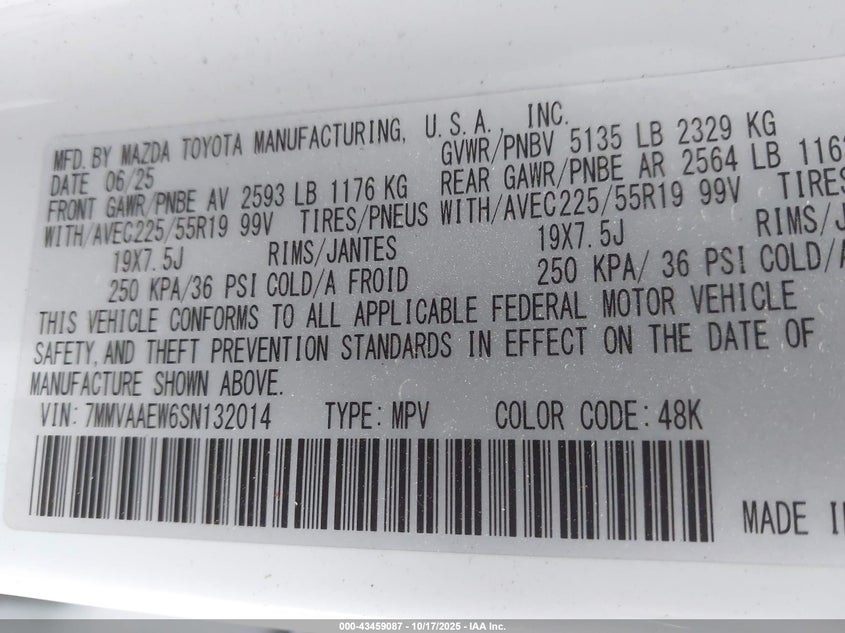 MFD. BY MAZDA TOYOTA MANUFACTURING, U.S.A., INC.
DATE 06/25 GVWR/PNBV 5135 LB 2329 KG
FRONT GAWR/PNBE AV 2593 LB 1176 KG REAR GAWR/PNBE AR 2564 LB 1163
WITH/AVEC225/55R19 99V TIRES/PNEUS WITH/AVEC225/55R19 99V TIRES
19X7.5J RIMS/JANTES 19X7.5J RIMS/J
250 KPA/36 PSI COLD/A FROID 250 KPA/ 36 PSI COLD/A
THIS VEHICLE CONFORMS TO ALL APPLICABLE FEDERAL MOTOR VEHICLE
SAFETY, AND THEFT PREVENTION STANDARDS IN EFFECT ON THE DATE OF
MANUFACTURE SHOWN ABOVE.
VIN: 7MMVAAEW6SN132014 TYPE: MPV COLOR CODE: 48K
MADE I
000-43459087 - 10/17/2025 - IAA Inc.